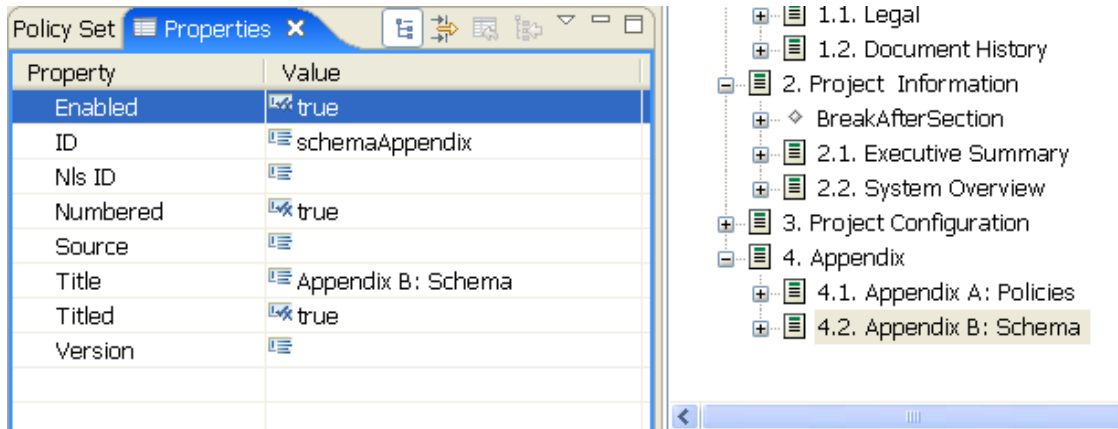 Policy Set Properties
Property Value
Enabled true
ID schemaAppendix
Nls ID
Numbered true
Source
Title Appendix B: Schema
Titled true
Version
1.1. Legal
1.2. Document History
2. Project Information
BreakAfterSection
2.1. Executive Summary
2.2. System Overview
3. Project Configuration
4. Appendix
4.1. Appendix A: Policies
4.2. Appendix B: Schema